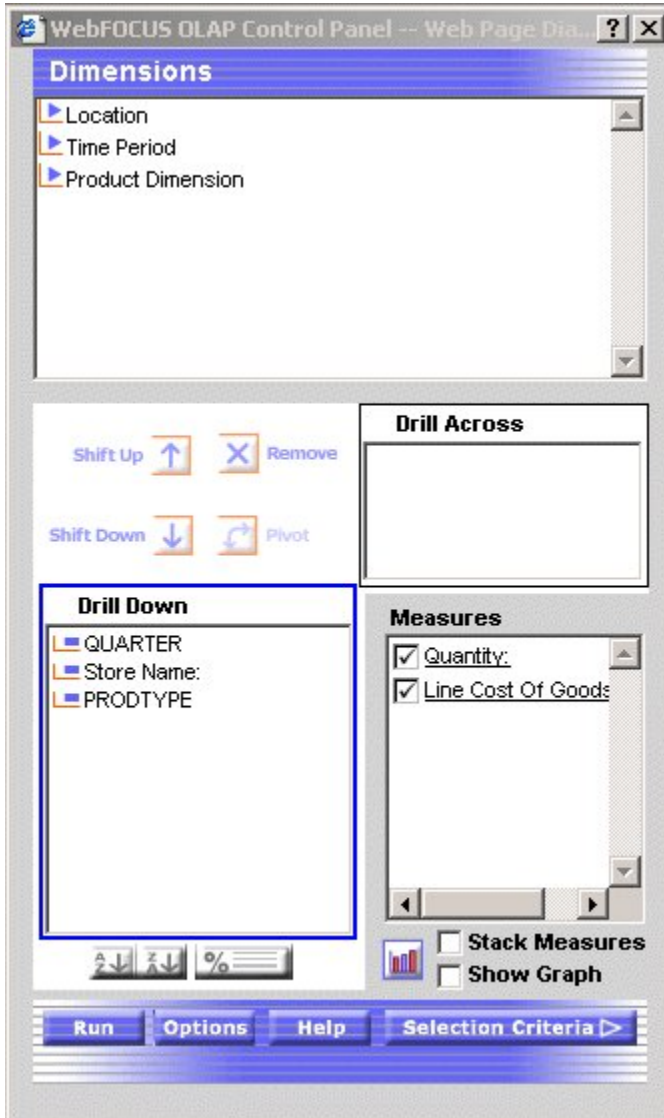 WebFOCUS OLAP Control Panel -- Web Page Dia... ? X
Dimensions
Location
Time Period
Product Dimension
Shift Up Remove
Shift Down Pivot
Drill Across
Drill Down
QUARTER
Store Name:
PRODTYPE
Measures
Quantity:
Line Cost Of Goods
A Z Z A %
Stack Measures
Show Graph
Run Options Help Selection Criteria